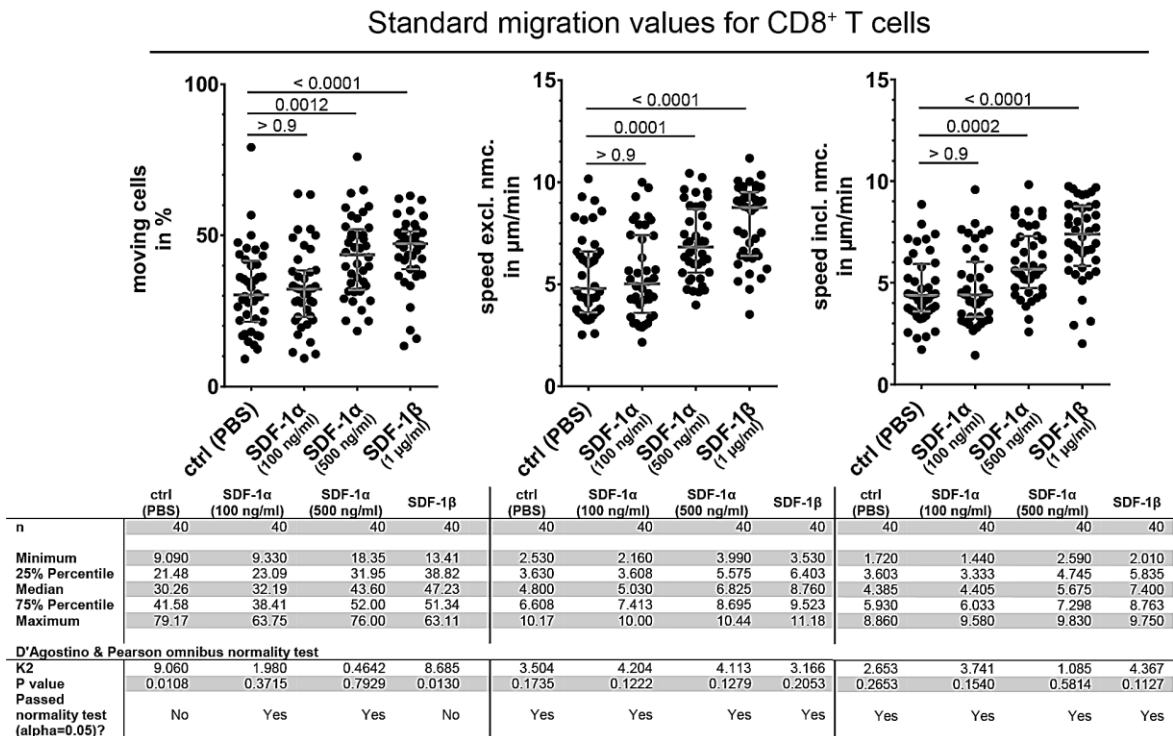 Standard migration values for CD8⁺ T cells
moving cells
in %
100
50
0
< 0.0001
0.0012
> 0.9
ctrl (PBS)
SDF-1α
(100 ng/ml)
SDF-1α
(500 ng/ml)
SDF-1β
(1 µg/ml)
speed excl. nmc.
in µm/min
15
10
5
0
< 0.0001
0.0001
> 0.9
ctrl (PBS)
SDF-1α
(100 ng/ml)
SDF-1α
(500 ng/ml)
SDF-1β
(1 µg/ml)
speed incl. nmc.
in µm/min
15
10
5
0
< 0.0001
0.0002
> 0.9
ctrl (PBS)
SDF-1α
(100 ng/ml)
SDF-1α
(500 ng/ml)
SDF-1β
(1 µg/ml)
ctrl (PBS) SDF-1α (100 ng/ml) SDF-1α (500 ng/ml) SDF-1β ctrl (PBS) SDF-1α (100 ng/ml) SDF-1α (500 ng/ml) SDF-1β ctrl (PBS) SDF-1α (100 ng/ml) SDF-1α (500 ng/ml) SDF-1β
n 40 40 40 40 40 40 40 40 40 40 40 40
Minimum 9.090 9.330 18.35 13.41 2.530 2.160 3.990 3.530 1.720 1.440 2.590 2.010
25% Percentile 21.48 23.09 31.95 38.82 3.630 3.608 5.575 6.403 3.603 3.333 4.745 5.835
Median 30.26 32.19 43.60 47.23 4.800 5.030 6.825 8.760 4.385 4.405 5.675 7.400
75% Percentile 41.58 38.41 52.00 51.34 6.608 7.413 8.695 9.523 5.930 6.033 7.298 8.763
Maximum 79.17 63.75 76.00 63.11 10.17 10.00 10.44 11.18 8.860 9.580 9.830 9.750
D'Agostino & Pearson omnibus normality test
K2 9.060 1.980 0.4642 8.685 3.504 4.204 4.113 3.166 2.653 3.741 1.085 4.367
P value 0.0108 0.3715 0.7929 0.0130 0.1735 0.1222 0.1279 0.2053 0.2653 0.1540 0.5814 0.1127
Passed
normality test No Yes Yes No Yes Yes Yes Yes Yes Yes Yes Yes
(alpha=0.05)?